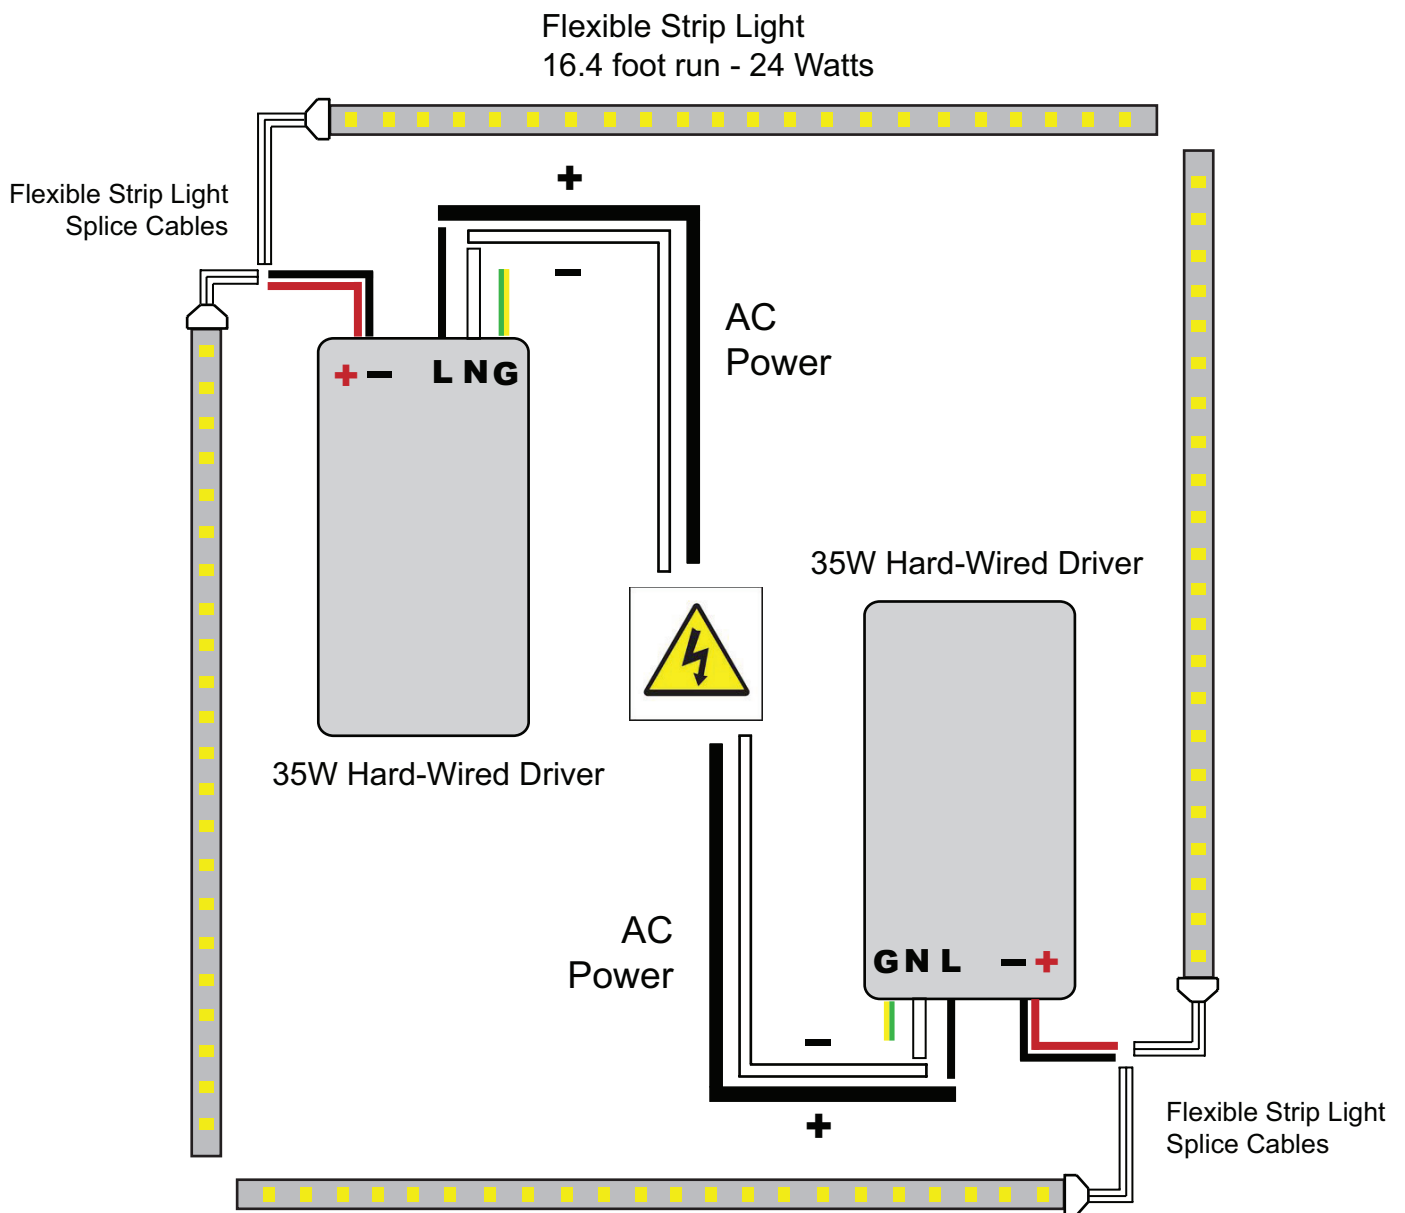 Flexible Strip Light
16.4 foot run - 24 Watts
Flexible Strip Light
Splice Cables
+
−
AC
Power
+ − L N G
35W Hard-Wired Driver
35W Hard-Wired Driver
AC
Power
G N L − +
−
+
Flexible Strip Light
Splice Cables